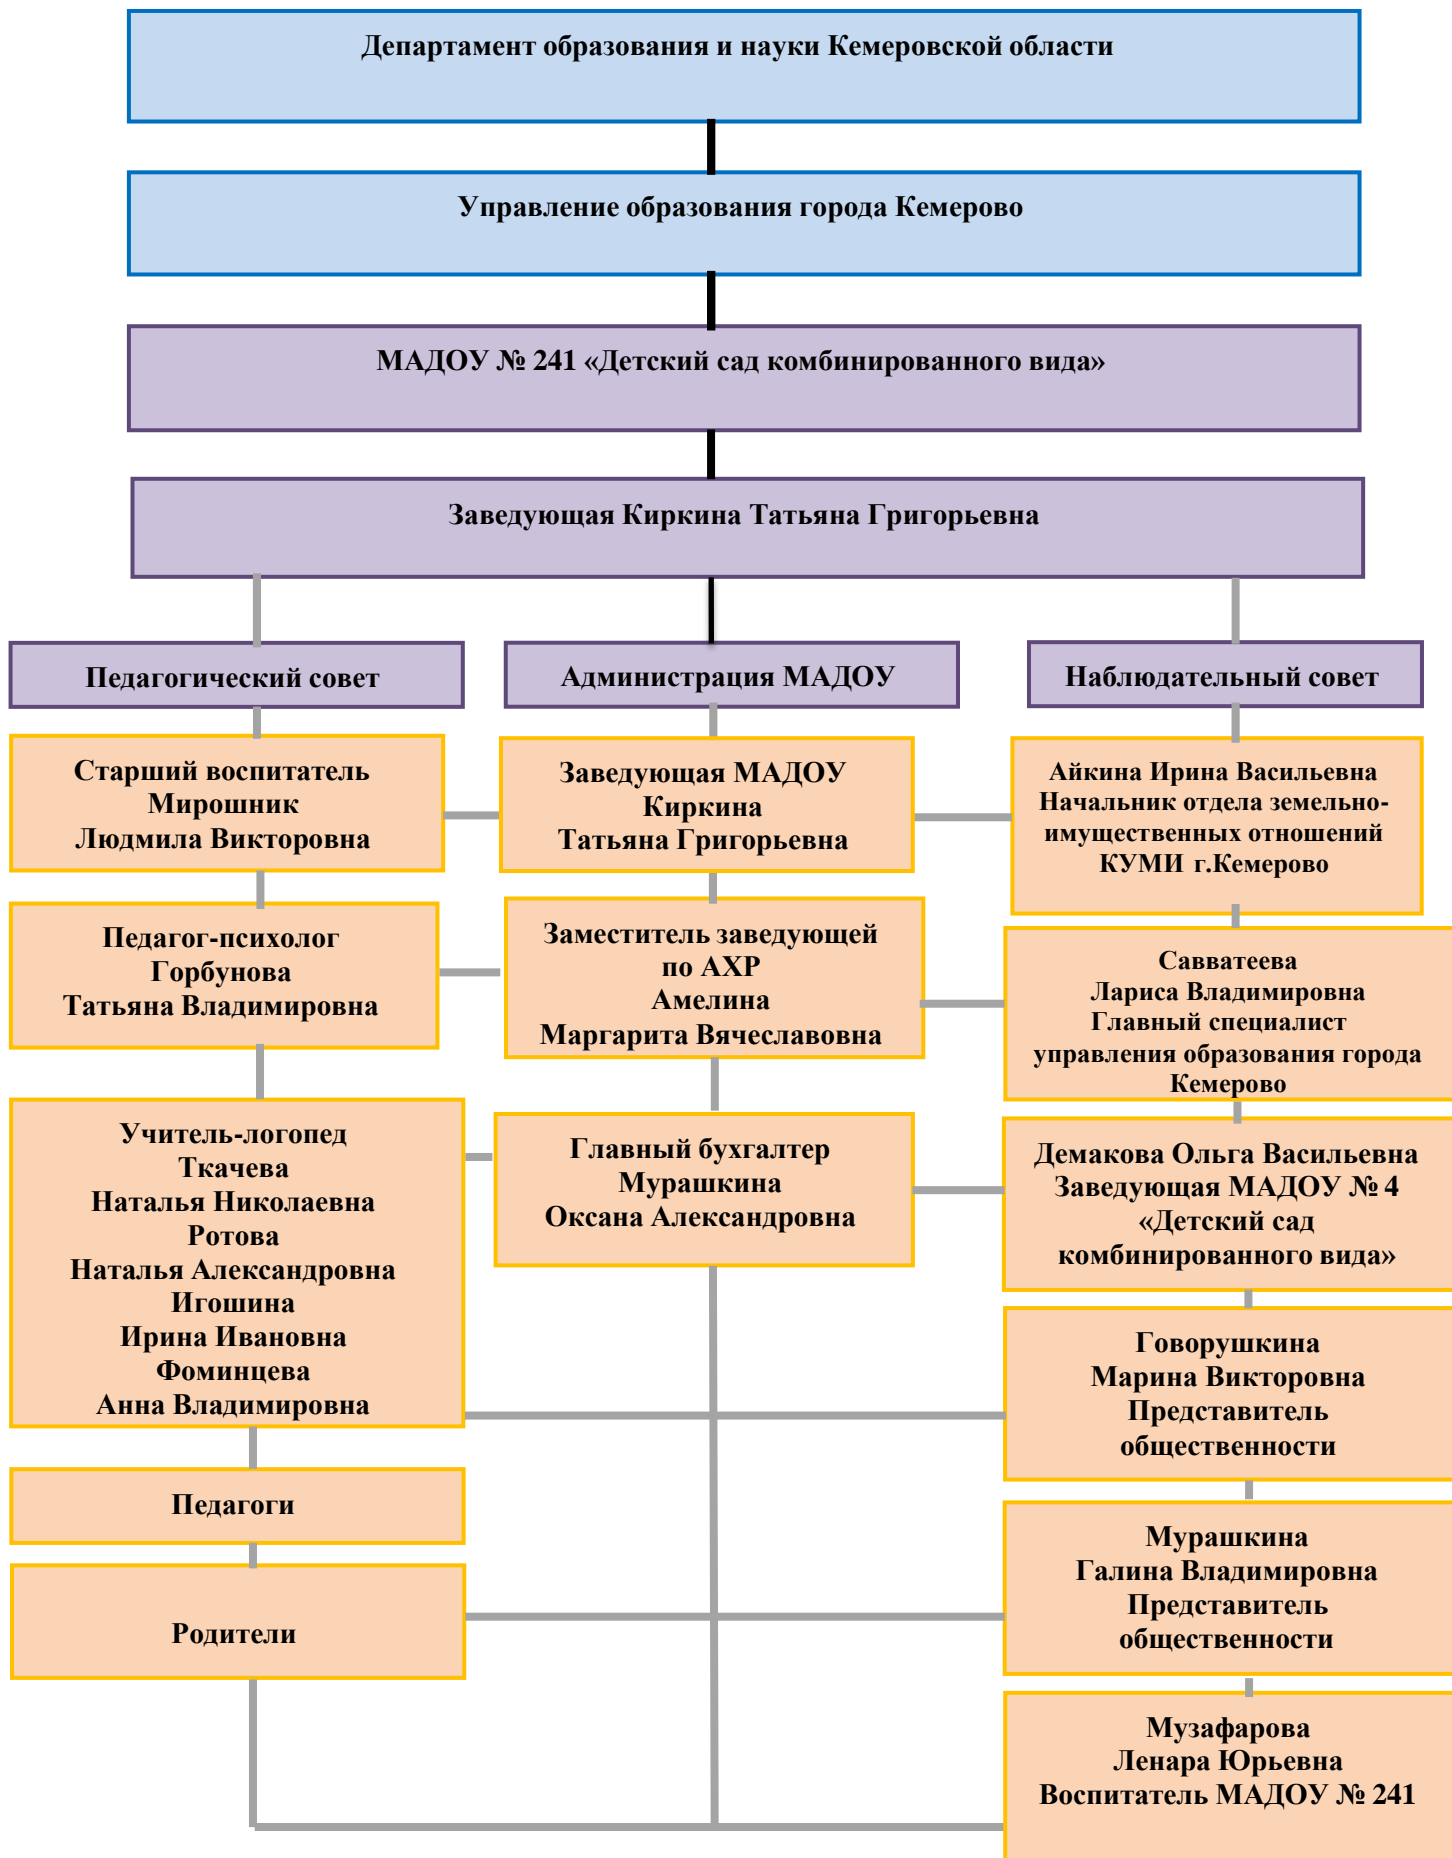 Департамент образования и науки Кемеровской области
Управление образования города Кемерово
МАДОУ № 241 «Детский сад комбинированного вида»
Заведующая Киркина Татьяна Григорьевна
Педагогический совет
Администрация МАДОУ
Наблюдательный совет
Старший воспитатель
Мирошник
Людмила Викторовна
Заведующая МАДОУ
Киркина
Татьяна Григорьевна
Айкина Ирина Васильевна
Начальник отдела земельно-
имущественных отношений
КУМИ г.Кемерово
Педагог-психолог
Горбунова
Татьяна Владимировна
Заместитель заведующей
по АХР
Амелина
Маргарита Вячеславовна
Савватеева
Лариса Владимировна
Главный специалист
управления образования города
Кемерово
Учитель-логопед
Ткачева
Наталья Николаевна
Ротова
Наталья Александровна
Игошина
Ирина Ивановна
Фоминцева
Анна Владимировна
Главный бухгалтер
Мурашкина
Оксана Александровна
Демакова Ольга Васильевна
Заведующая МАДОУ № 4
«Детский сад
комбинированного вида»
Говорушкина
Марина Викторовна
Представитель
общественности
Педагоги
Мурашкина
Галина Владимировна
Представитель
общественности
Родители
Музафарова
Ленара Юрьевна
Воспитатель МАДОУ № 241